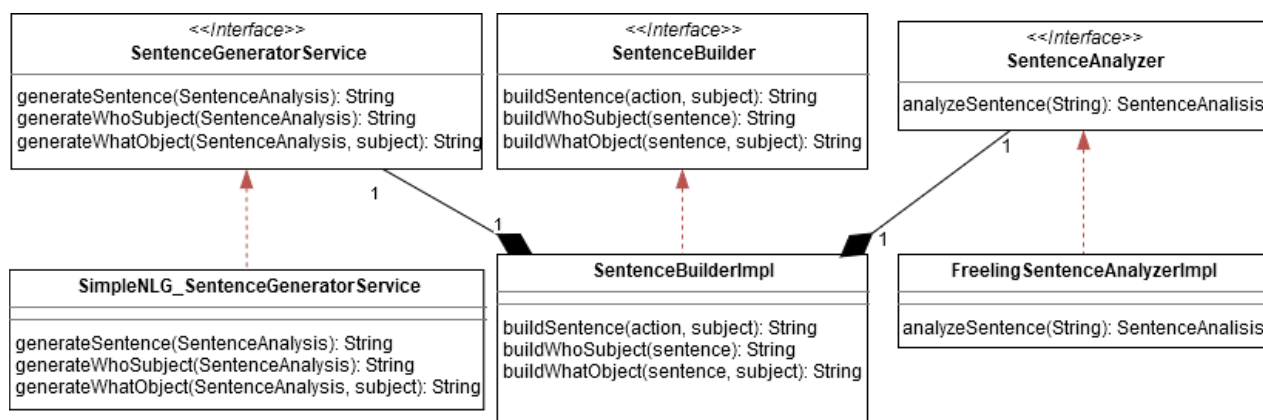 <<Interface>>
SentenceGeneratorService
generateSentence(SentenceAnalysis): String
generateWhoSubject(SentenceAnalysis): String
generateWhatObject(SentenceAnalysis, subject): String
<<Interface>>
SentenceBuilder
buildSentence(action, subject): String
buildWhoSubject(sentence): String
buildWhatObject(sentence, subject): String
<<Interface>>
SentenceAnalyzer
analyzeSentence(String): SentenceAnalisis
1
1
1
1
SimpleNLG_SentenceGeneratorService
generateSentence(SentenceAnalysis): String
generateWhoSubject(SentenceAnalysis): String
generateWhatObject(SentenceAnalysis, subject): String
SentenceBuilderImpl
buildSentence(action, subject): String
buildWhoSubject(sentence): String
buildWhatObject(sentence, subject): String
FreelingSentenceAnalyzerImpl
analyzeSentence(String): SentenceAnalisis